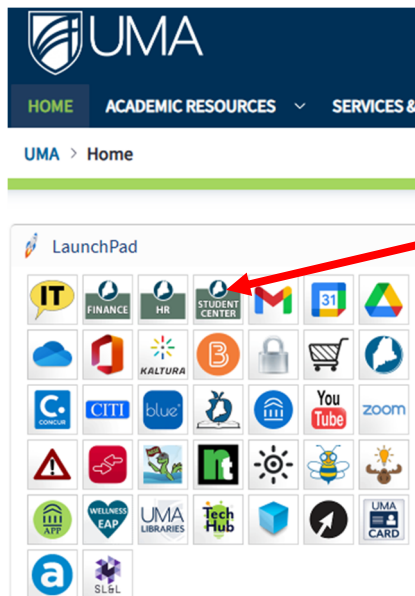 UMA
HOME ACADEMIC RESOURCES SERVICES &
UMA > Home
LaunchPad
IT FINANCE HR STUDENT CENTER 31
KALTURA B
C. CONCUR CITI blue You Tube zoom
nt
APP WELLNESS EAP UMA LIBRARIES Tech Hub UMA CARD
a SL&L